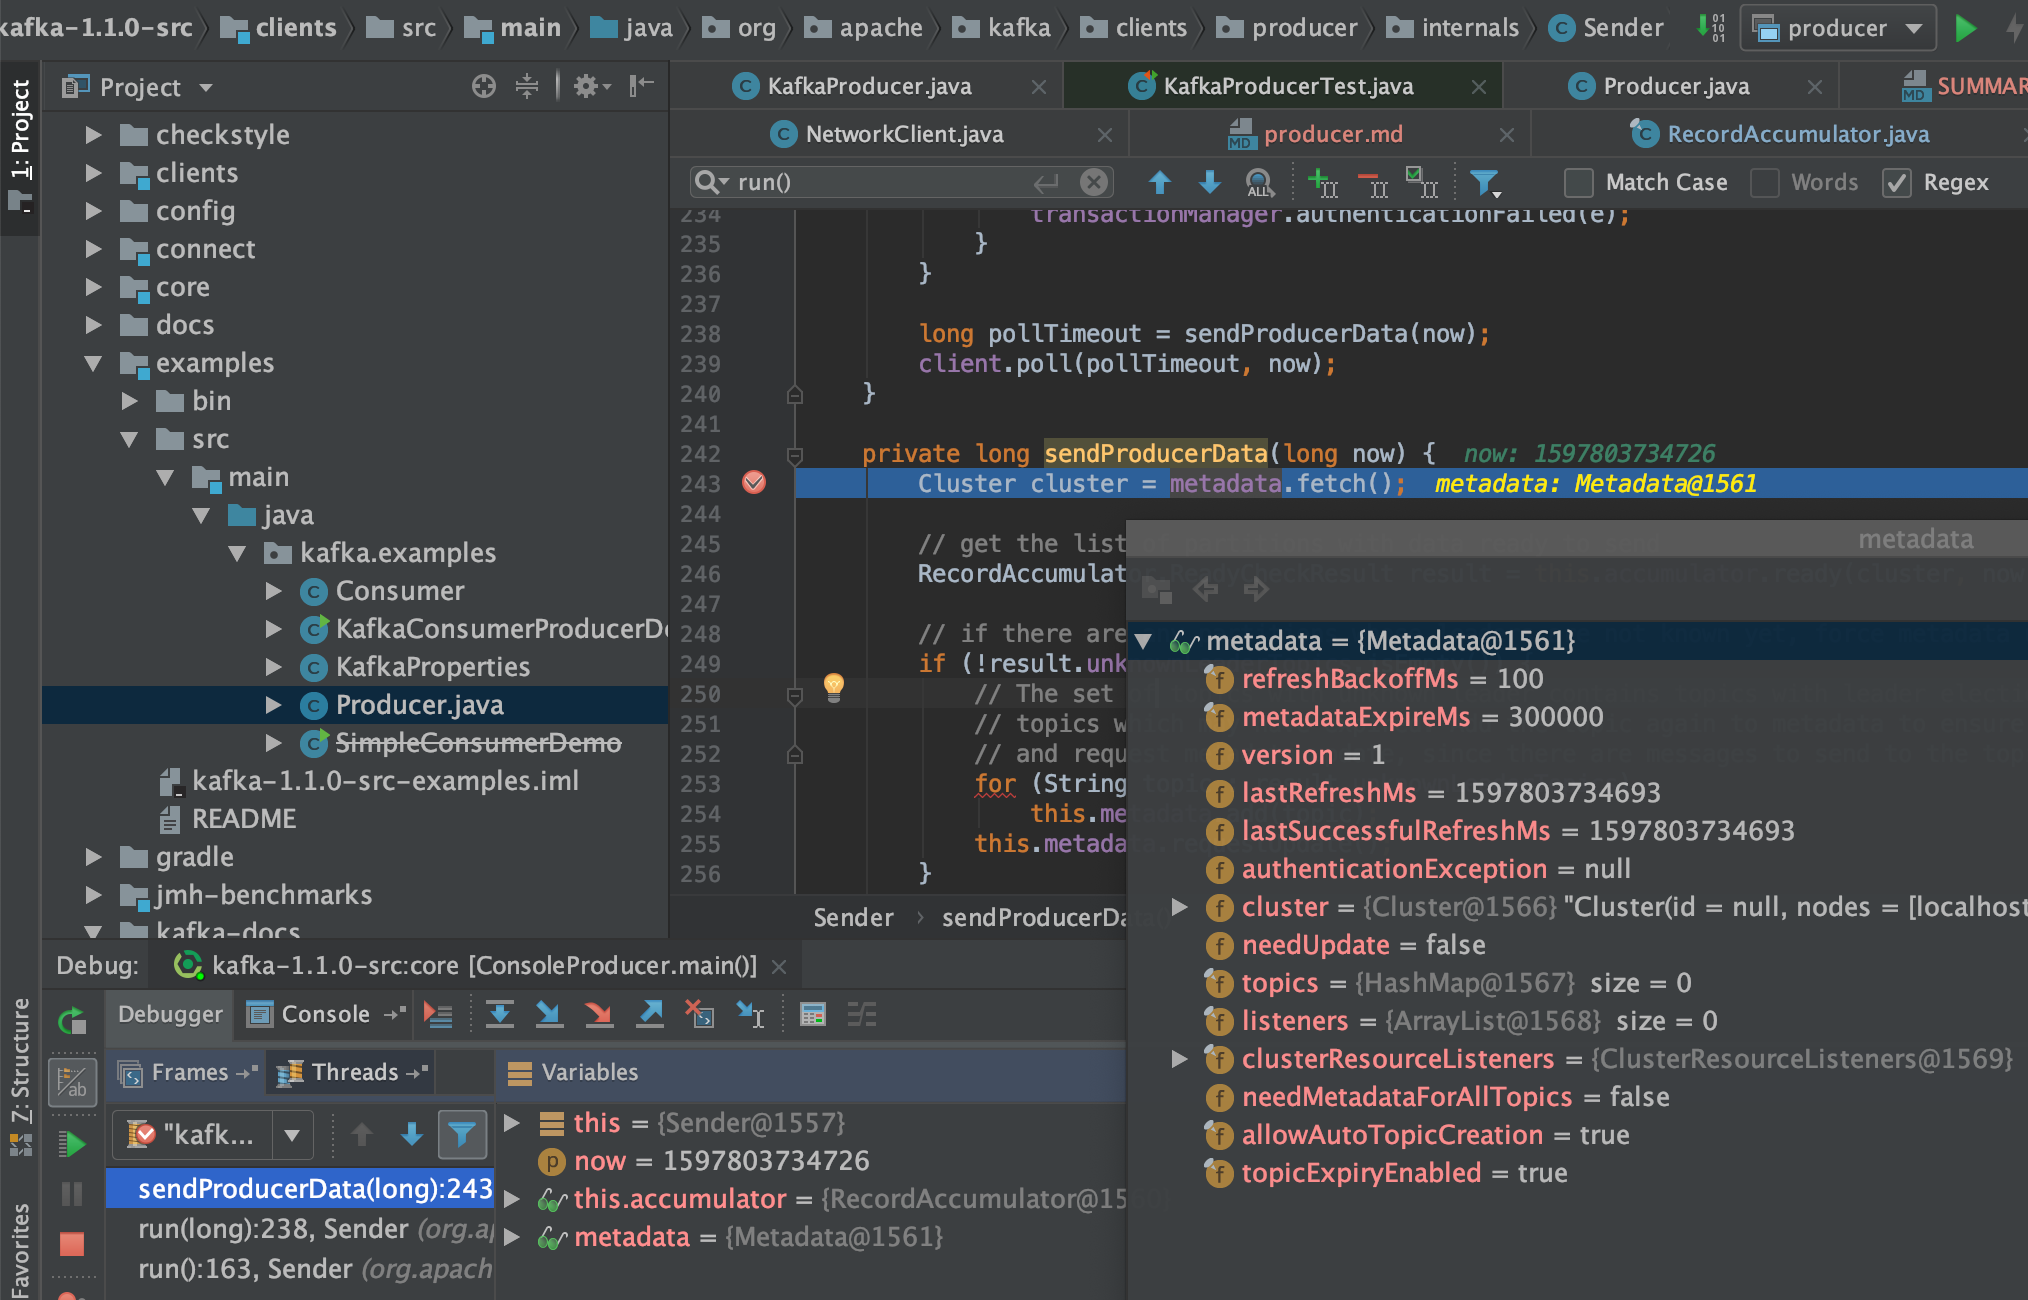 kafka-1.1.0-src clients src main java org apache kafka clients producer internals Sender producer
1: Project
Project
KafkaProducer.java KafkaProducerTest.java Producer.java SUMMAR
NetworkClient.java producer.md RecordAccumulator.java
run() Match Case Words Regex
checkstyle
clients
config
connect
core
docs
examples
bin
src
main
java
kafka.examples
Consumer
KafkaConsumerProducerDe
KafkaProperties
Producer.java
SimpleConsumerDemo
kafka-1.1.0-src-examples.iml
README
gradle
jmh-benchmarks
kafka-docs
234 transactionManager.authenticationFailed(e);
235 }
236 }
237
238 long pollTimeout = sendProducerData(now);
239 client.poll(pollTimeout, now);
240 }
241
242 private long sendProducerData(long now) { now: 1597803734726
243 Cluster cluster = metadata.fetch(); metadata: Metadata@1561
244
245 // get the list
246 RecordAccumulat
247
248 // if there are
249 if (!result.unk
250 // The set
251 // topics w
252 // and requ
253 for (String
254 this.me
255 this.metada
256 }
Sender sendProducerDa
metadata
metadata = {Metadata@1561}
refreshBackoffMs = 100
metadataExpireMs = 300000
version = 1
lastRefreshMs = 1597803734693
lastSuccessfulRefreshMs = 1597803734693
authenticationException = null
cluster = {Cluster@1566} "Cluster(id = null, nodes = [localhost
needUpdate = false
topics = {HashMap@1567} size = 0
listeners = {ArrayList@1568} size = 0
clusterResourceListeners = {ClusterResourceListeners@1569}
needMetadataForAllTopics = false
allowAutoTopicCreation = true
topicExpiryEnabled = true
Debug: kafka-1.1.0-src:core [ConsoleProducer.main()]
Debugger Console
Frames Threads Variables
"kafk...
sendProducerData(long):243
run(long):238, Sender (org.ap
run():163, Sender (org.apach
this = {Sender@1557}
now = 1597803734726
this.accumulator = {RecordAccumulator@15
metadata = {Metadata@1561}
7: Structure
Favorites